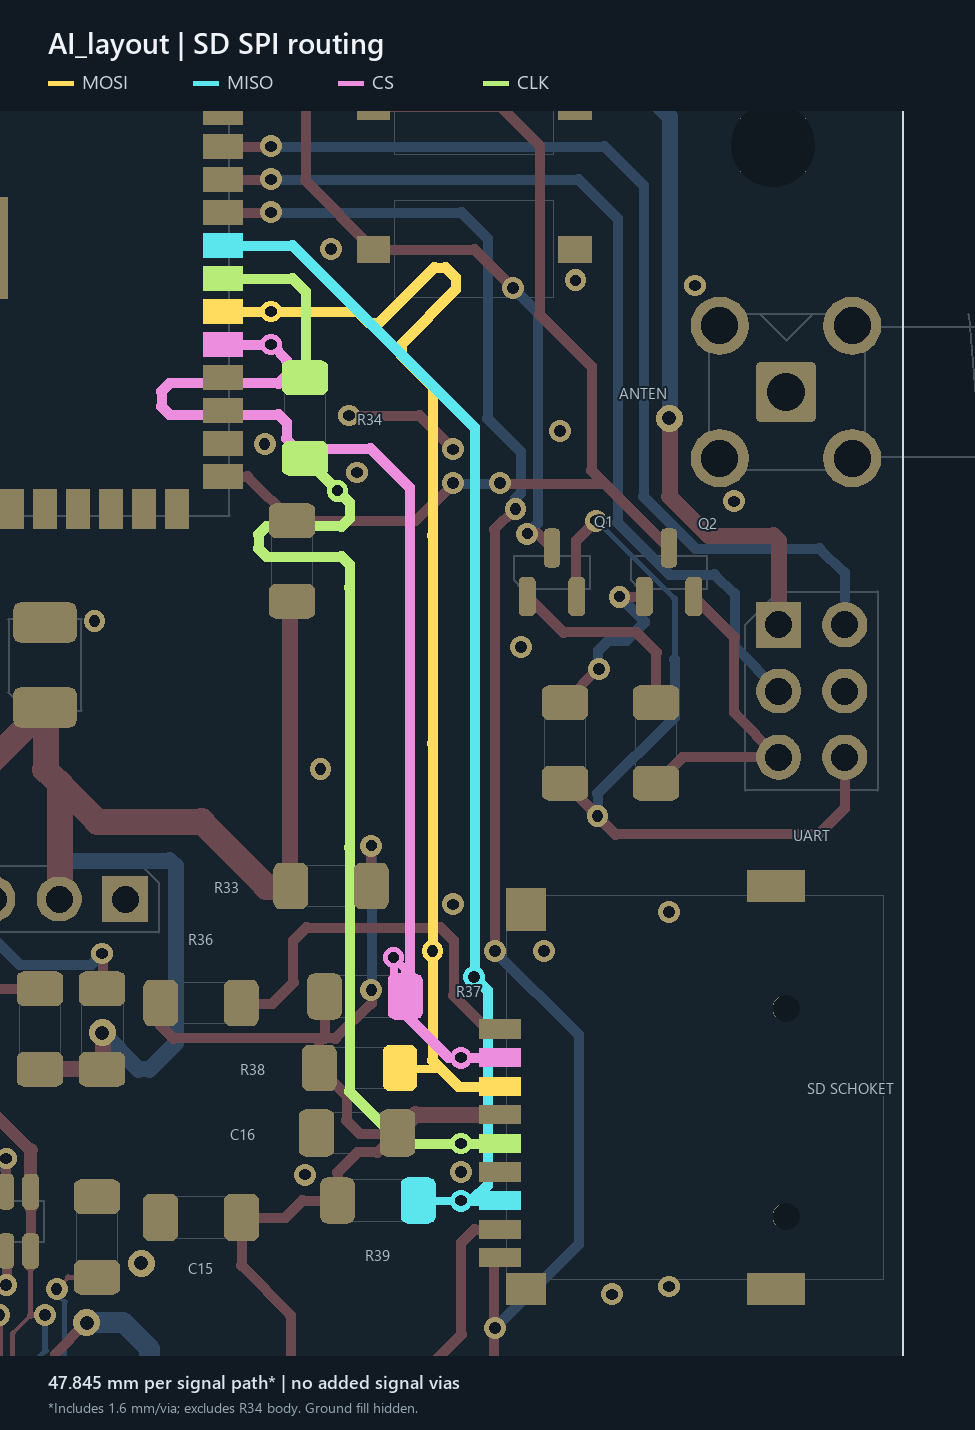 AI_layout | SD SPI routing
MOSI MISO CS CLK
ANTEN
R34
Q1
Q2
UART
R33
R36
R37
R38
SD SCHOKET
C16
R39
C15
47.845 mm per signal path* | no added signal vias
*Includes 1.6 mm/via; excludes R34 body. Ground fill hidden.